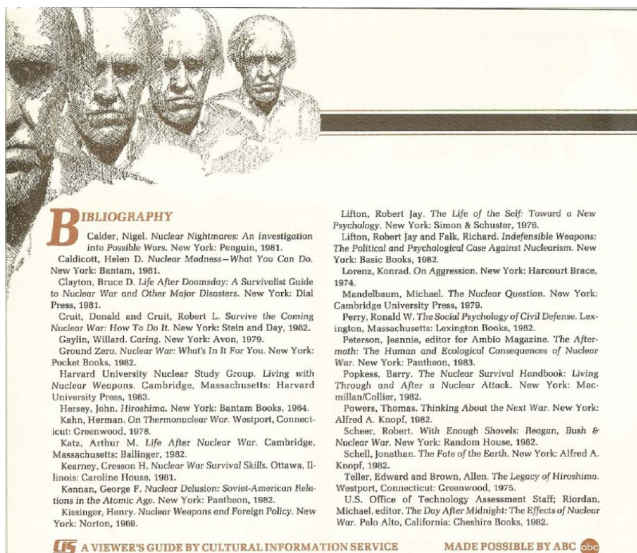 BIBLIOGRAPHY
Calder, Nigel. Nuclear Nightmares: An Investigation
into Possible Wars. New York: Penguin, 1981.
Caldicott, Helen D. Nuclear Madness—What You Can Do.
New York: Bantam, 1981.
Clayton, Bruce D. Life After Doomsday: A Survivalist Guide
to Nuclear War and Other Major Disasters. New York: Dial
Press, 1981.
Cruit, Donald and Cruit, Robert L. Survive the Coming
Nuclear War: How To Do It. New York: Stein and Day, 1982.
Gaylin, Willard. Caring. New York: Avon, 1979.
Ground Zero. Nuclear War: What's In It For You. New York:
Pocket Books, 1982.
Harvard University Nuclear Study Group. Living with
Nuclear Weapons. Cambridge, Massachusetts: Harvard
University Press, 1983.
Hersey, John. Hiroshima. New York: Bantam Books, 1964.
Kahn, Herman. On Thermonuclear War. Westport, Connect-
icut: Greenwood, 1978.
Katz, Arthur M. Life After Nuclear War. Cambridge,
Massachusetts: Ballinger, 1982.
Kearney, Cresson H. Nuclear War Survival Skills. Ottawa, Il-
linois: Caroline House, 1981.
Kennan, George F. Nuclear Delusion: Soviet-American Rela-
tions in the Atomic Age. New York: Pantheon, 1982.
Kissinger, Henry. Nuclear Weapons and Foreign Policy. New
York: Norton, 1969.
Lifton, Robert Jay. The Life of the Self: Toward a New
Psychology. New York: Simon & Schuster, 1976.
Lifton, Robert Jay and Falk, Richard. Indefensible Weapons:
The Political and Psychological Case Against Nuclearism. New
York: Basic Books, 1982.
Lorenz, Konrad. On Aggression. New York: Harcourt Brace,
1974.
Mandelbaum, Michael. The Nuclear Question. New York:
Cambridge University Press, 1979.
Perry, Ronald W. The Social Psychology of Civil Defense. Lex-
ington, Massachusetts: Lexington Books, 1982.
Peterson, Jeannie, editor for Ambio Magazine. The After-
math: The Human and Ecological Consequences of Nuclear
War. New York: Pantheon, 1983.
Popkess, Barry. The Nuclear Survival Handbook: Living
Through and After a Nuclear Attack. New York: Mac-
millan/Collier, 1982.
Powers, Thomas. Thinking About the Next War. New York:
Alfred A. Knopf, 1982.
Scheer, Robert. With Enough Shovels: Reagan, Bush &
Nuclear War. New York: Random House, 1982.
Schell, Jonathan. The Fate of the Earth. New York: Alfred A.
Knopf, 1982.
Teller, Edward and Brown, Allen. The Legacy of Hiroshima.
Westport, Connecticut: Greenwood, 1975.
U.S. Office of Technology Assessment Staff; Riordan,
Michael, editor. The Day After Midnight: The Effects of Nuclear
War. Palo Alto, California: Cheshire Books, 1982.
CIS A VIEWER'S GUIDE BY CULTURAL INFORMATION SERVICE
MADE POSSIBLE BY ABC abc